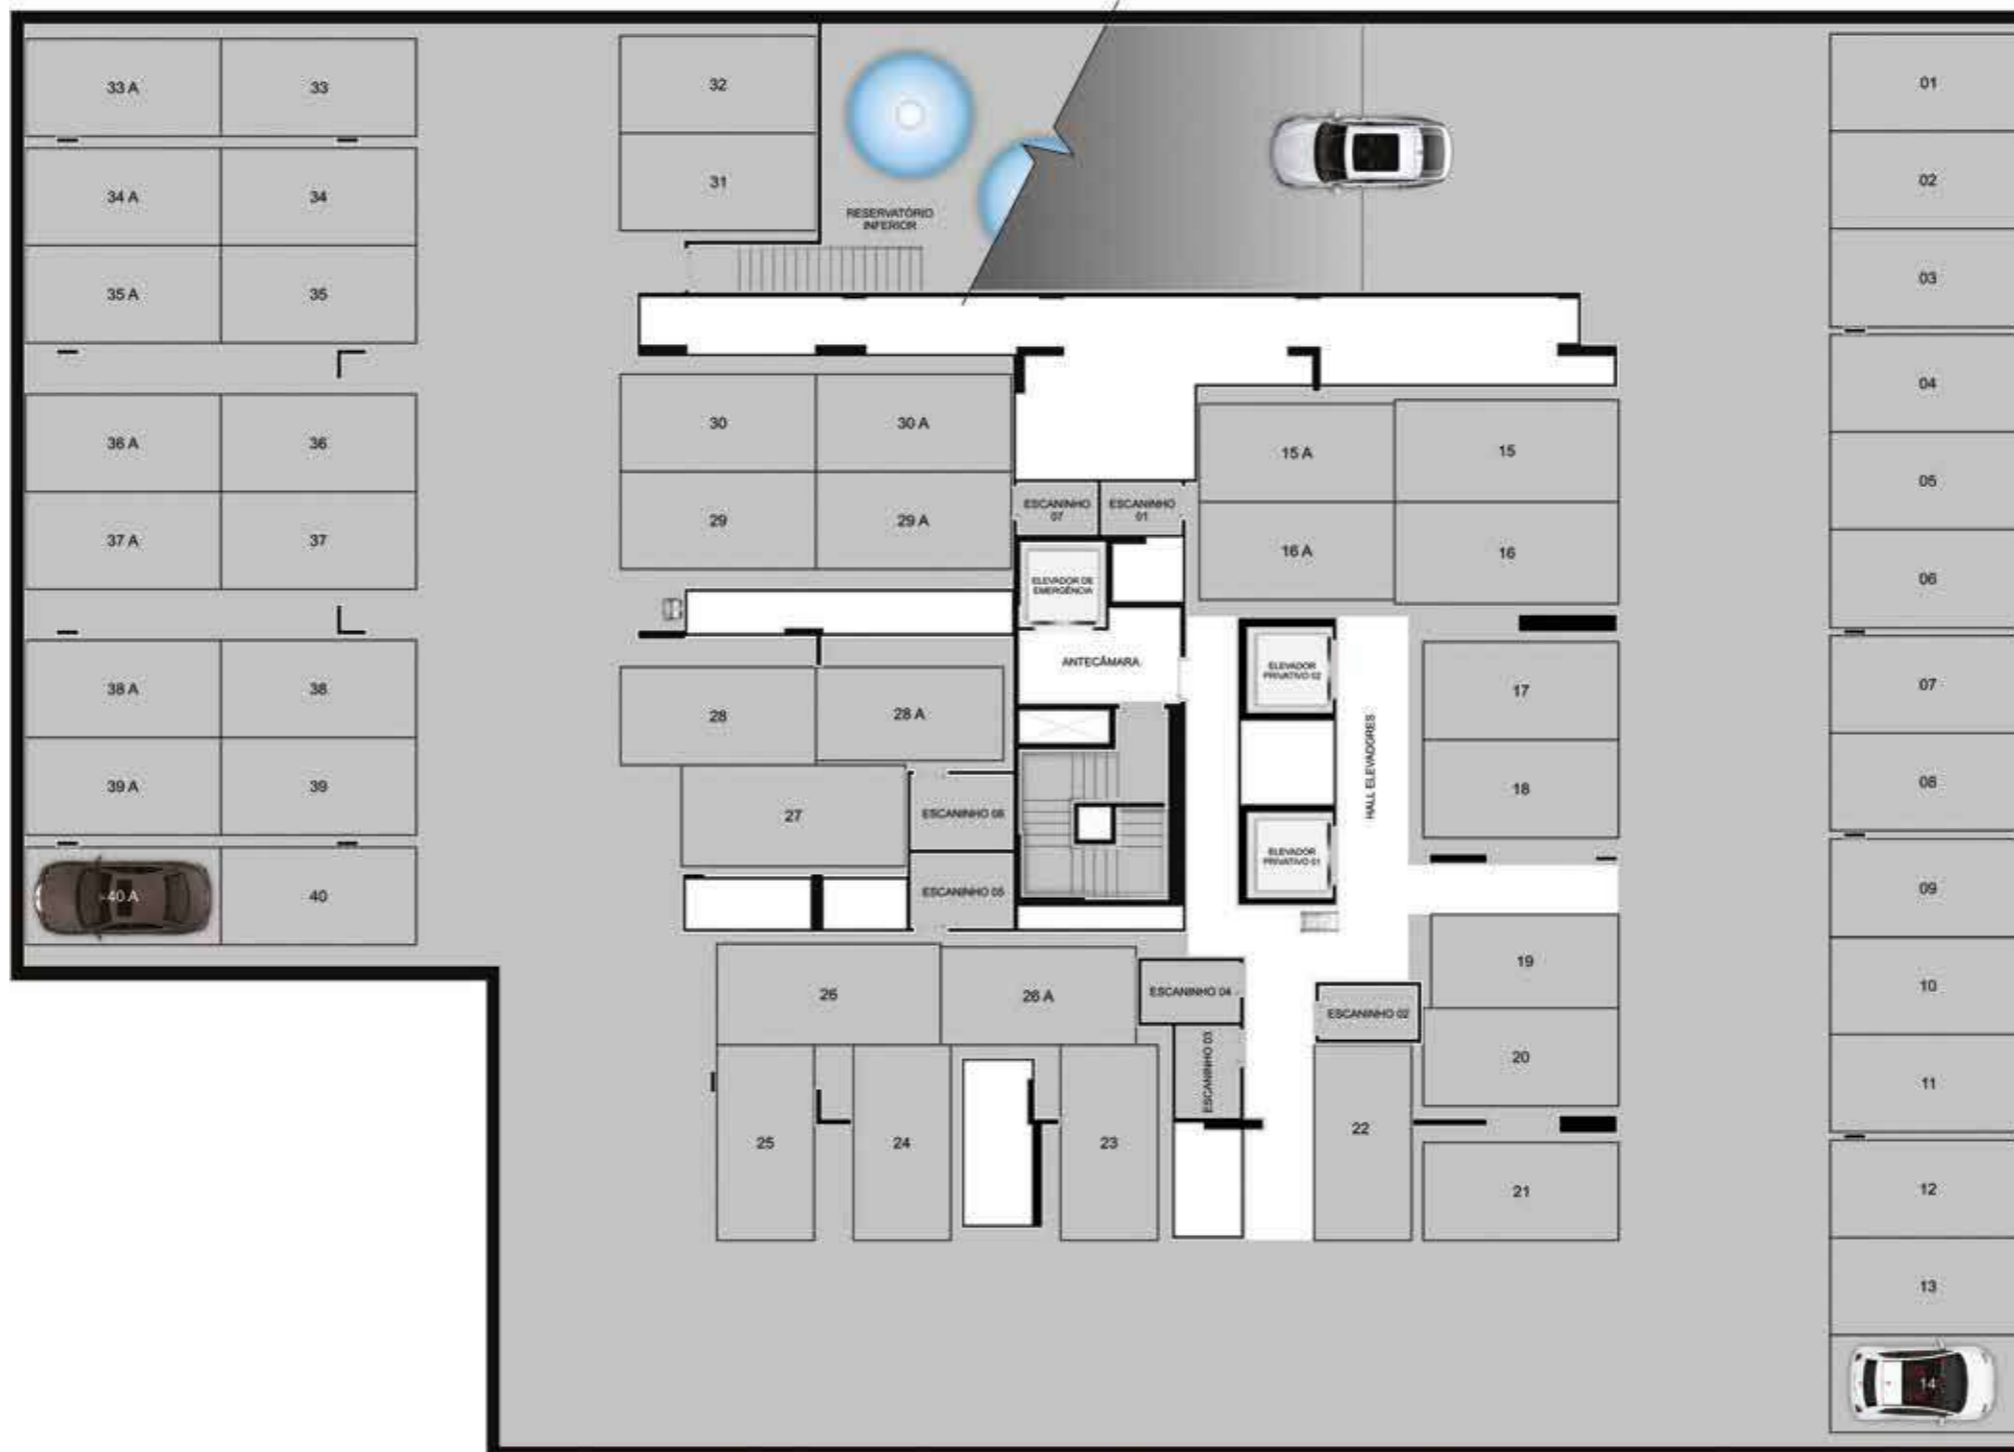 33 A
33
34 A
34
35 A
35
36 A
36
37 A
37
38 A
38
39 A
39
40 A
40
32
31
RESERVATÓRIO
INFERIOR
30
30 A
29
29 A
28
28 A
27
ESCANINHO 06
ESCANINHO 05
26
26 A
25
24
23
ESCANINHO
07
ESCANINHO
01
ELEVADOR DE
EMERGÊNCIA
ANTECÂMARA
ELEVADOR
PRIVATIVO 02
ELEVADOR
PRIVATIVO 01
HALL ELEVADORES
ESCANINHO 04
ESCANINHO 03
ESCANINHO 02
15 A
15
16 A
16
17
18
19
20
22
21
01
02
03
04
05
06
07
08
09
10
11
12
13
14